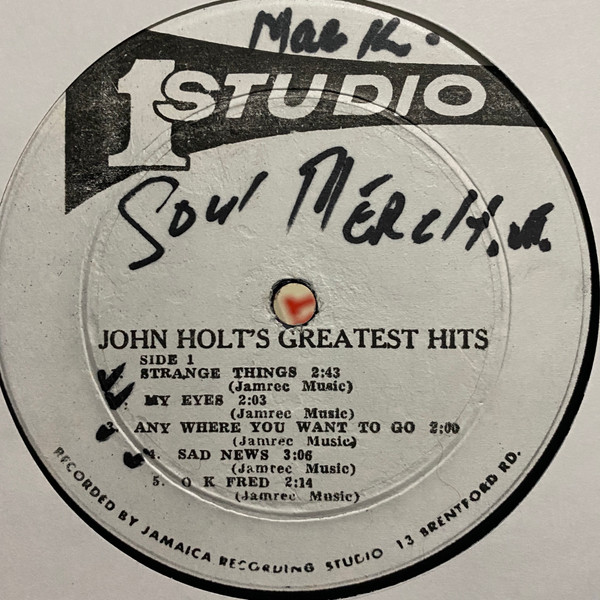 Mac K.
1 STUDIO
Soul
JOHN HOLT'S GREATEST HITS
SIDE 1
STRANGE THINGS 2:43
(Jamrec Music)
MY EYES 2:03
(Jamrec Music)
3. ANY WHERE YOU WANT TO GO 2:00
(Jamrec Music)
4. SAD NEWS 3:06
(Jamrec Music)
5. O K FRED 2:14
(Jamrec Music)
RECORDED BY JAMAICA RECORDING STUDIO 13 BRENTFORD RD.